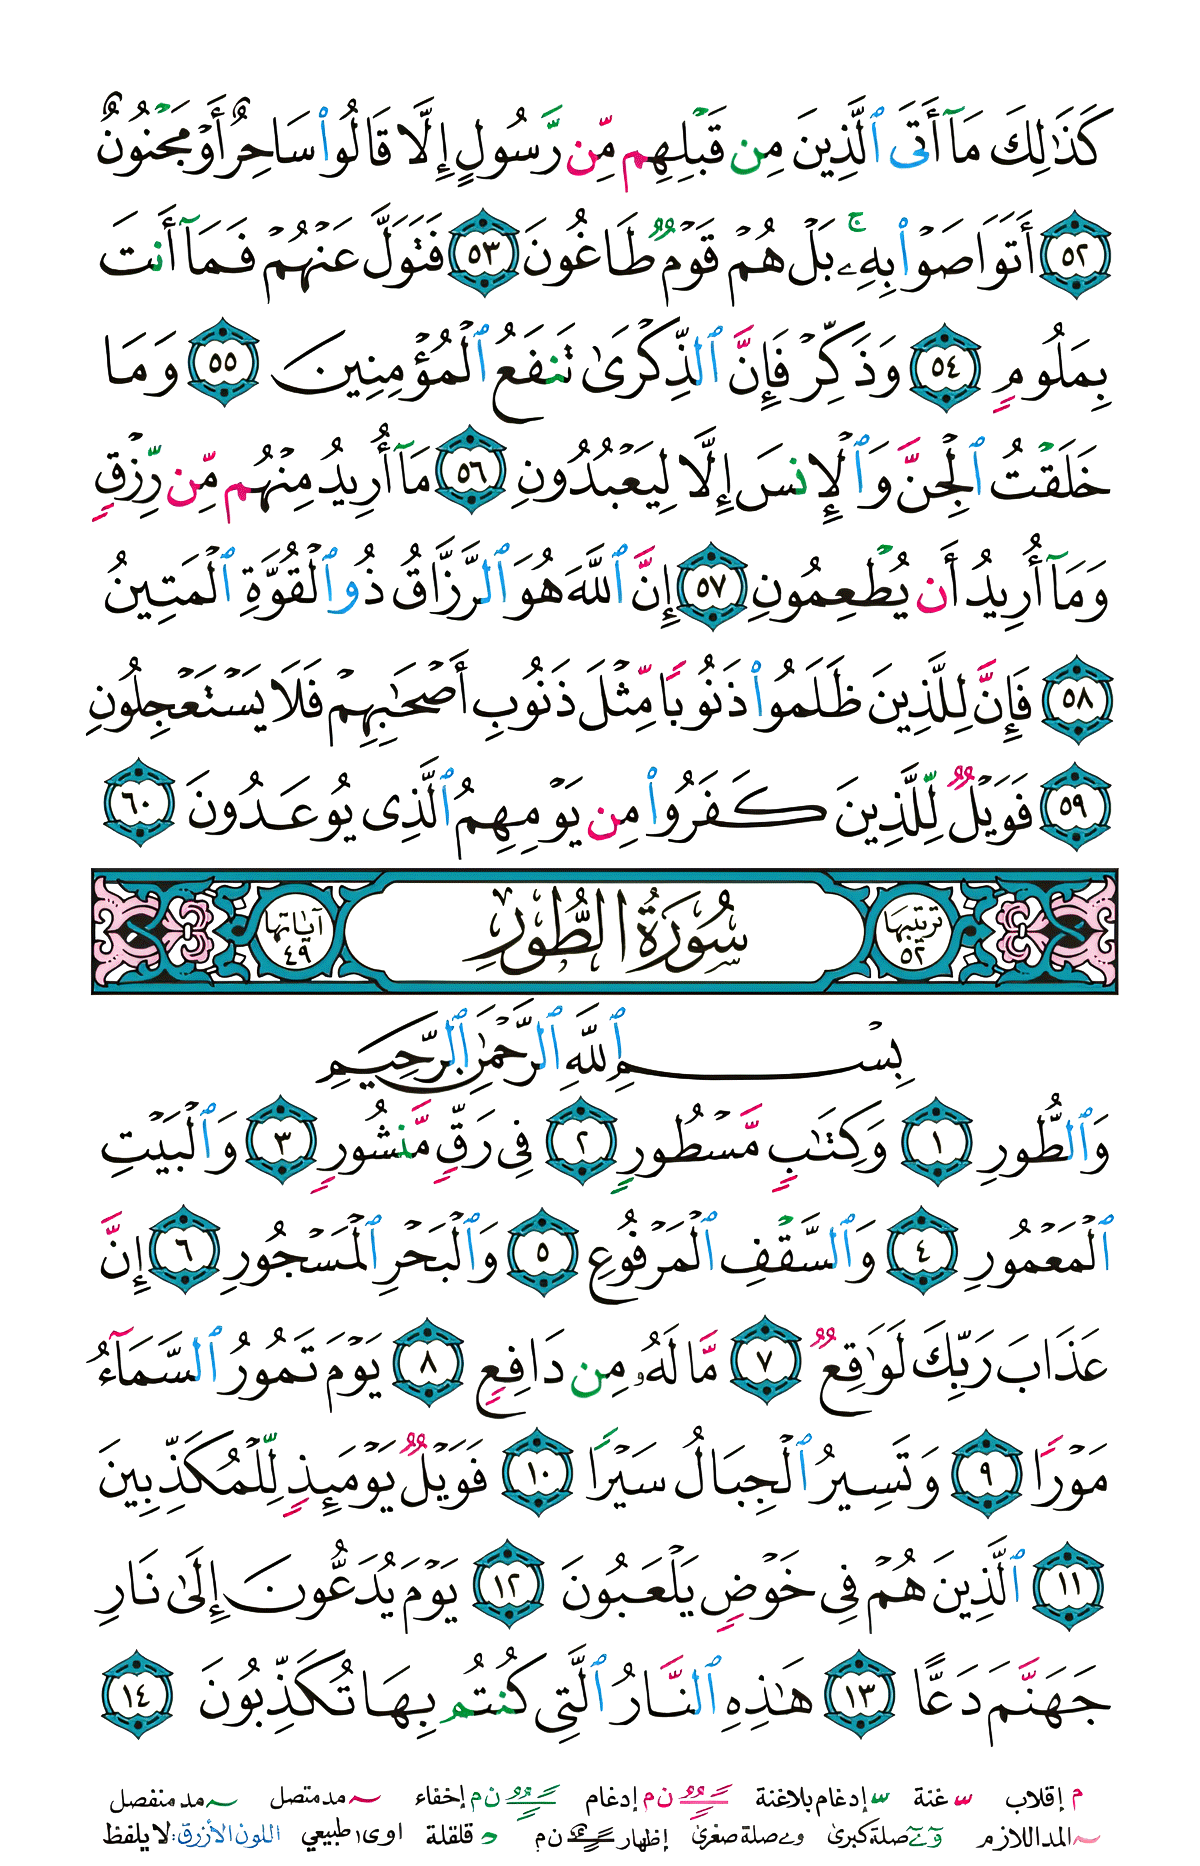 كَذَٰلِكَ مَآ أَتَى ٱلَّذِينَ مِن قَبْلِهِم مِّن رَّسُولٍ إِلَّا قَالُوا۟ سَاحِرٌ أَوْ مَجْنُونٌ
٥٢ أَتَوَاصَوْا۟ بِهِۦ ۚ بَلْ هُمْ قَوْمٌ طَاغُونَ ٥٣ فَتَوَلَّ عَنْهُمْ فَمَآ أَنتَ
بِمَلُومٍ ٥٤ وَذَكِّرْ فَإِنَّ ٱلذِّكْرَىٰ تَنفَعُ ٱلْمُؤْمِنِينَ ٥٥ وَمَا
خَلَقْتُ ٱلْجِنَّ وَٱلْإِنسَ إِلَّا لِيَعْبُدُونِ ٥٦ مَآ أُرِيدُ مِنْهُم مِّن رِّزْقٍ
وَمَآ أُرِيدُ أَن يُطْعِمُونِ ٥٧ إِنَّ ٱللَّهَ هُوَ ٱلرَّزَّاقُ ذُو ٱلْقُوَّةِ ٱلْمَتِينُ
٥٨ فَإِنَّ لِلَّذِينَ ظَلَمُوا۟ ذَنُوبًا مِّثْلَ ذَنُوبِ أَصْحَٰبِهِمْ فَلَا يَسْتَعْجِلُونِ
٥٩ فَوَيْلٌ لِّلَّذِينَ كَفَرُوا۟ مِن يَوْمِهِمُ ٱلَّذِى يُوعَدُونَ ٦٠
ترتيبها ٥٢ سُورَةُ الطُّورِ آياتها ٤٩
بِسْمِ ٱللَّهِ ٱلرَّحْمَٰنِ ٱلرَّحِيمِ
وَٱلطُّورِ ١ وَكِتَٰبٍ مَّسْطُورٍ ٢ فِى رَقٍّ مَّنشُورٍ ٣ وَٱلْبَيْتِ
ٱلْمَعْمُورِ ٤ وَٱلسَّقْفِ ٱلْمَرْفُوعِ ٥ وَٱلْبَحْرِ ٱلْمَسْجُورِ ٦ إِنَّ
عَذَابَ رَبِّكَ لَوَٰقِعٌ ٧ مَّا لَهُۥ مِن دَافِعٍ ٨ يَوْمَ تَمُورُ ٱلسَّمَآءُ
مَوْرًا ٩ وَتَسِيرُ ٱلْجِبَالُ سَيْرًا ١٠ فَوَيْلٌ يَوْمَئِذٍ لِّلْمُكَذِّبِينَ
١١ ٱلَّذِينَ هُمْ فِى خَوْضٍ يَلْعَبُونَ ١٢ يَوْمَ يُدَعُّونَ إِلَىٰ نَارِ
جَهَنَّمَ دَعًّا ١٣ هَٰذِهِ ٱلنَّارُ ٱلَّتِى كُنتُم بِهَا تُكَذِّبُونَ ١٤
م إقلاب ـّ غنة ـّ إدغام بلاغنة ن م إدغام ن م إخفاء ~ مد متصل ~ مد منفصل
~ المد اللازم صلة كبرى و ے صلة صغرى إظهار ن م قلقلة ا و ى طبيعي اللون الأزرق: لا يلفظ